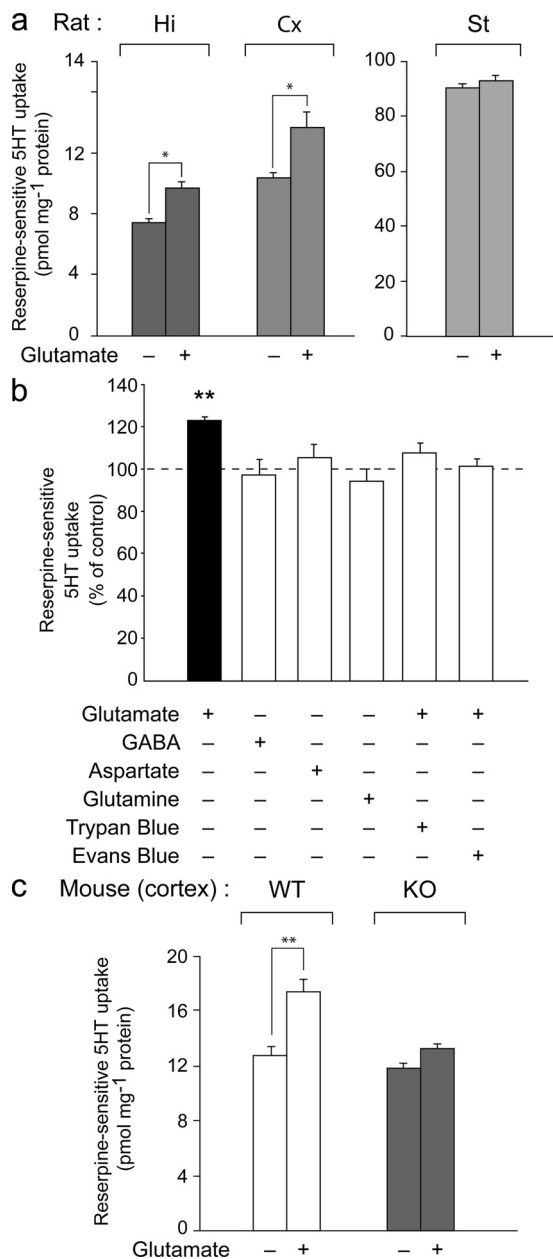 a Rat : Hi Cx St
Reserpine-sensitive 5HT uptake
(pmol mg⁻¹ protein)
14
*
*
12
8
4
0
100
80
60
40
20
0
Glutamate – + – + – +
b
140
**
120
100
80
60
40
20
0
Reserpine-sensitive
5HT uptake
(% of control)
Glutamate + – – – + +
GABA – + – – – –
Aspartate – – + – – –
Glutamine – – – + – –
Trypan Blue – – – – + –
Evans Blue – – – – – +
c Mouse (cortex) : WT KO
Reserpine-sensitive 5HT uptake
(pmol mg⁻¹ protein)
20
**
16
12
8
4
0
Glutamate – + – +